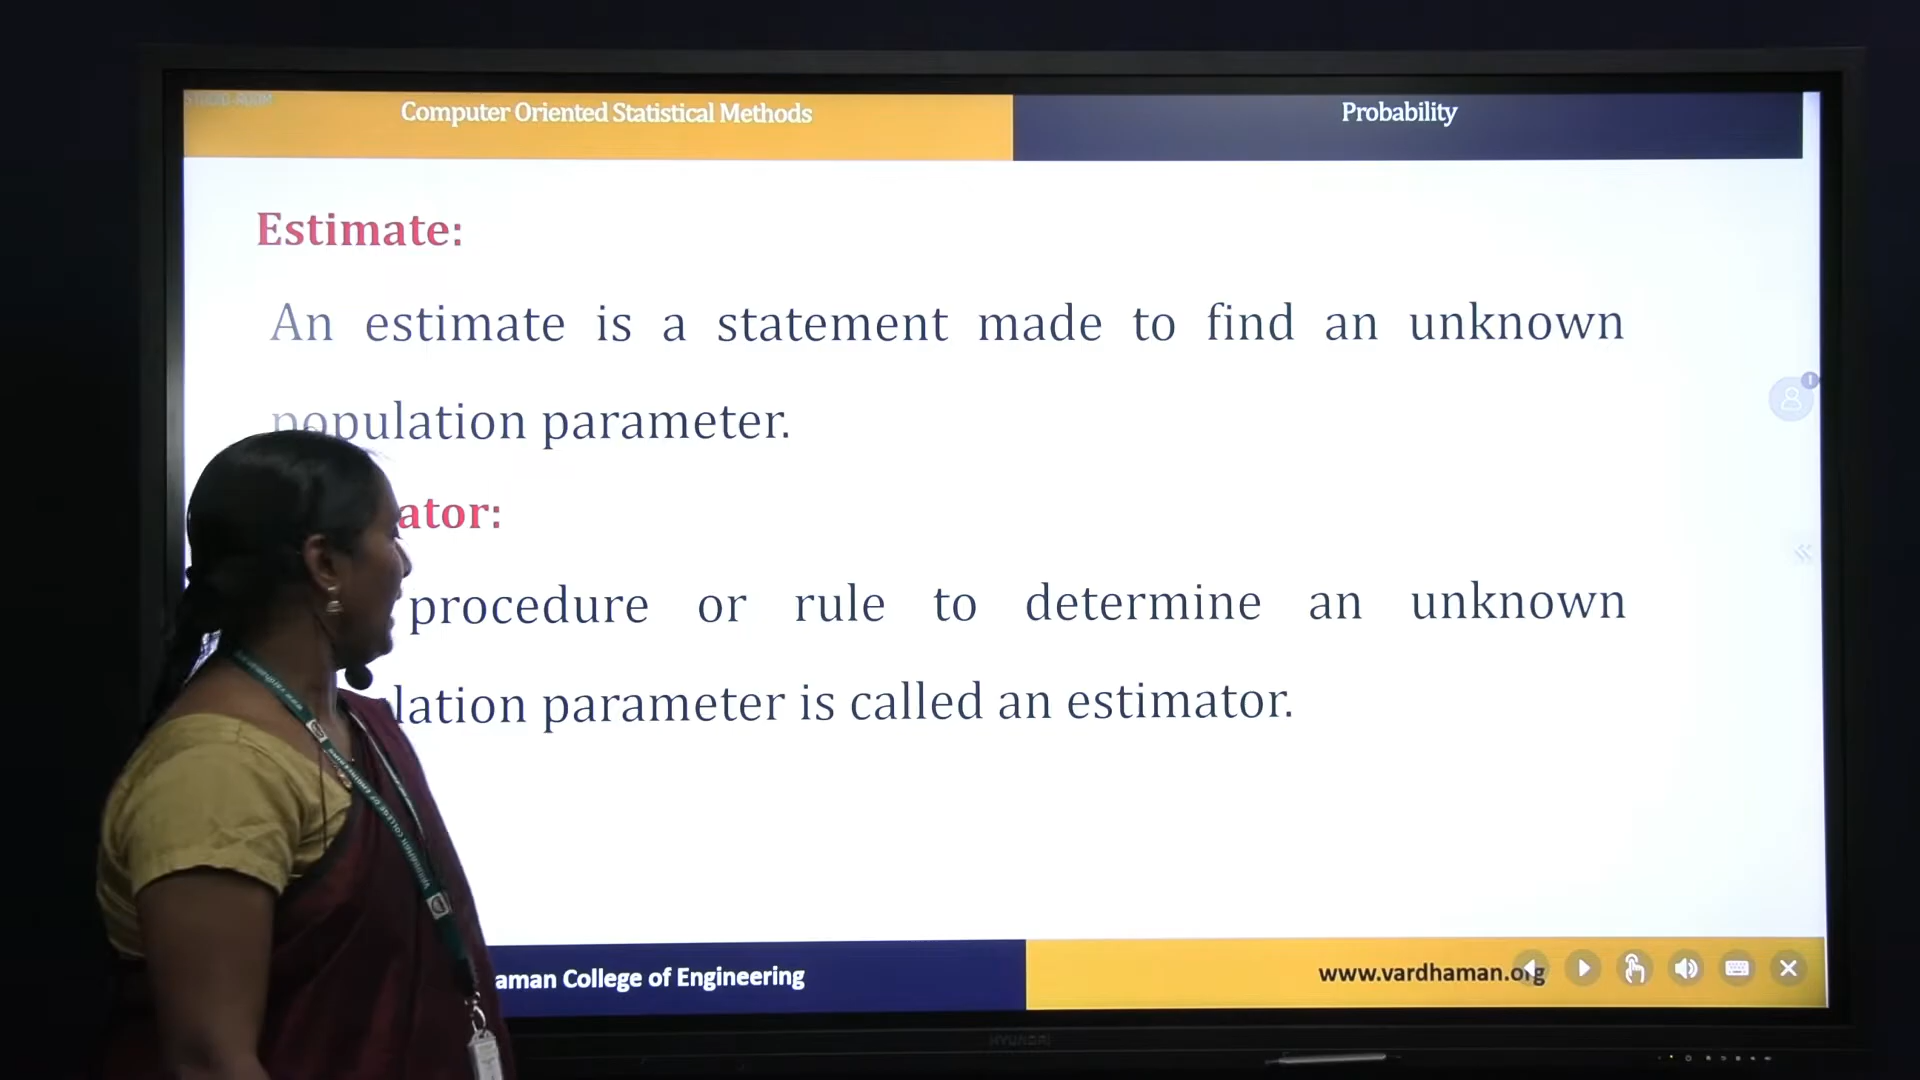 Computer Oriented Statistical Methods
Probability
Estimate:
An estimate is a statement made to find an unknown
population parameter.
ator:
procedure or rule to determine an unknown
lation parameter is called an estimator.
aman College of Engineering
www.vardhaman.org
HYUNDAI